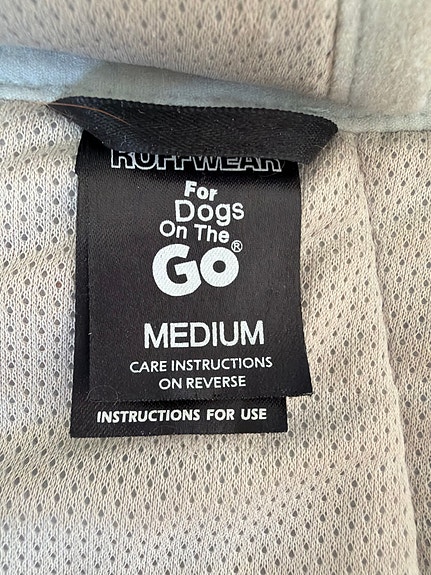 RUFFWEAR
For
Dogs
On The
GO®
MEDIUM
CARE INSTRUCTIONS
ON REVERSE
INSTRUCTIONS FOR USE